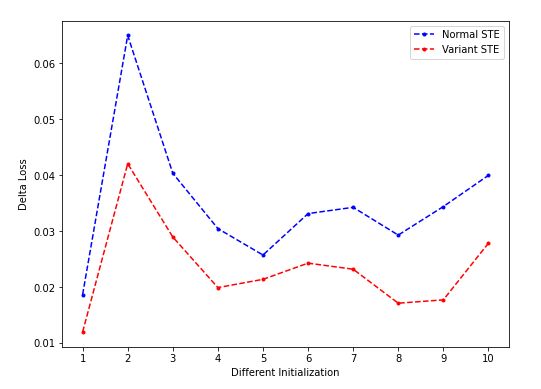 Normal STE
Variant STE
0.06
0.05
0.04
0.03
0.02
0.01
Delta Loss
1 2 3 4 5 6 7 8 9 10
Different Initialization